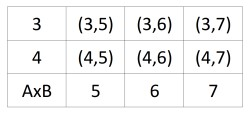 3 (3,5) (3,6) (3,7)
4 (4,5) (4,6) (4,7)
AxB 5 6 7